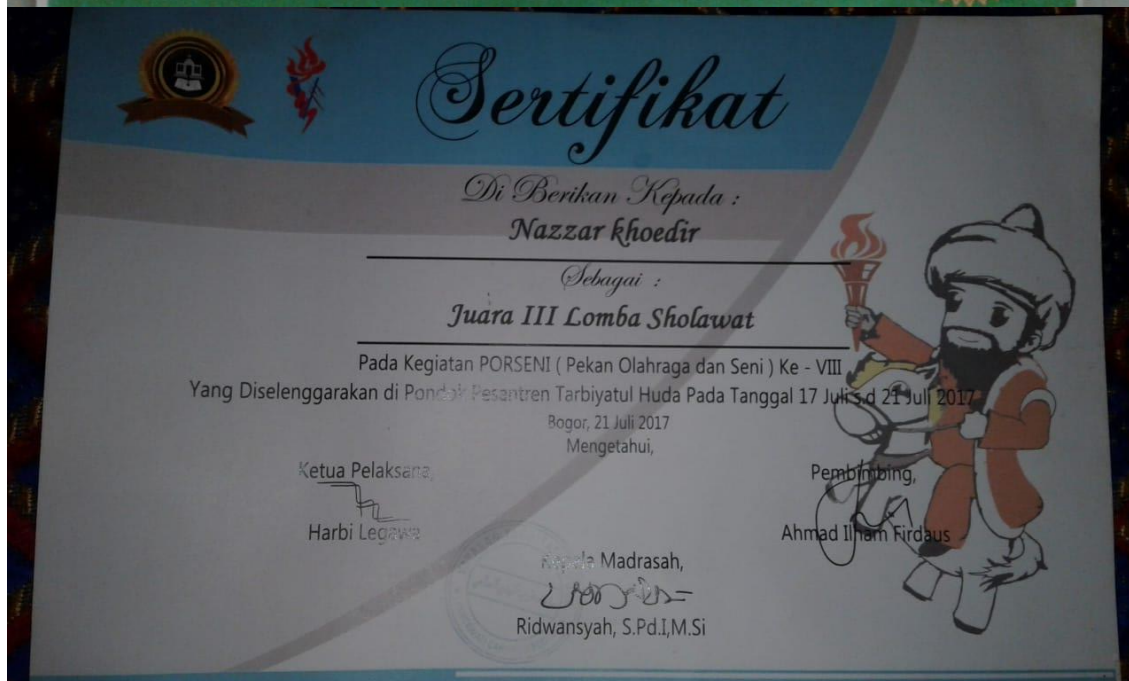 Sertifikat
Di Berikan Kepada :
Nazzar khoedir
Sebagai :
Juara III Lomba Sholawat
Pada Kegiatan PORSENI ( Pekan Olahraga dan Seni ) Ke - VIII
Yang Diselenggarakan di Pondok Pesantren Tarbiyatul Huda Pada Tanggal 17 Juli s.d 21 Juli 2017
Bogor, 21 Juli 2017
Mengetahui,
Ketua Pelaksana,
Pembimbing,
Harbi Legawa
Ahmad Ilham Firdaus
Kepala Madrasah,
Ridwansyah, S.Pd.I,M.Si